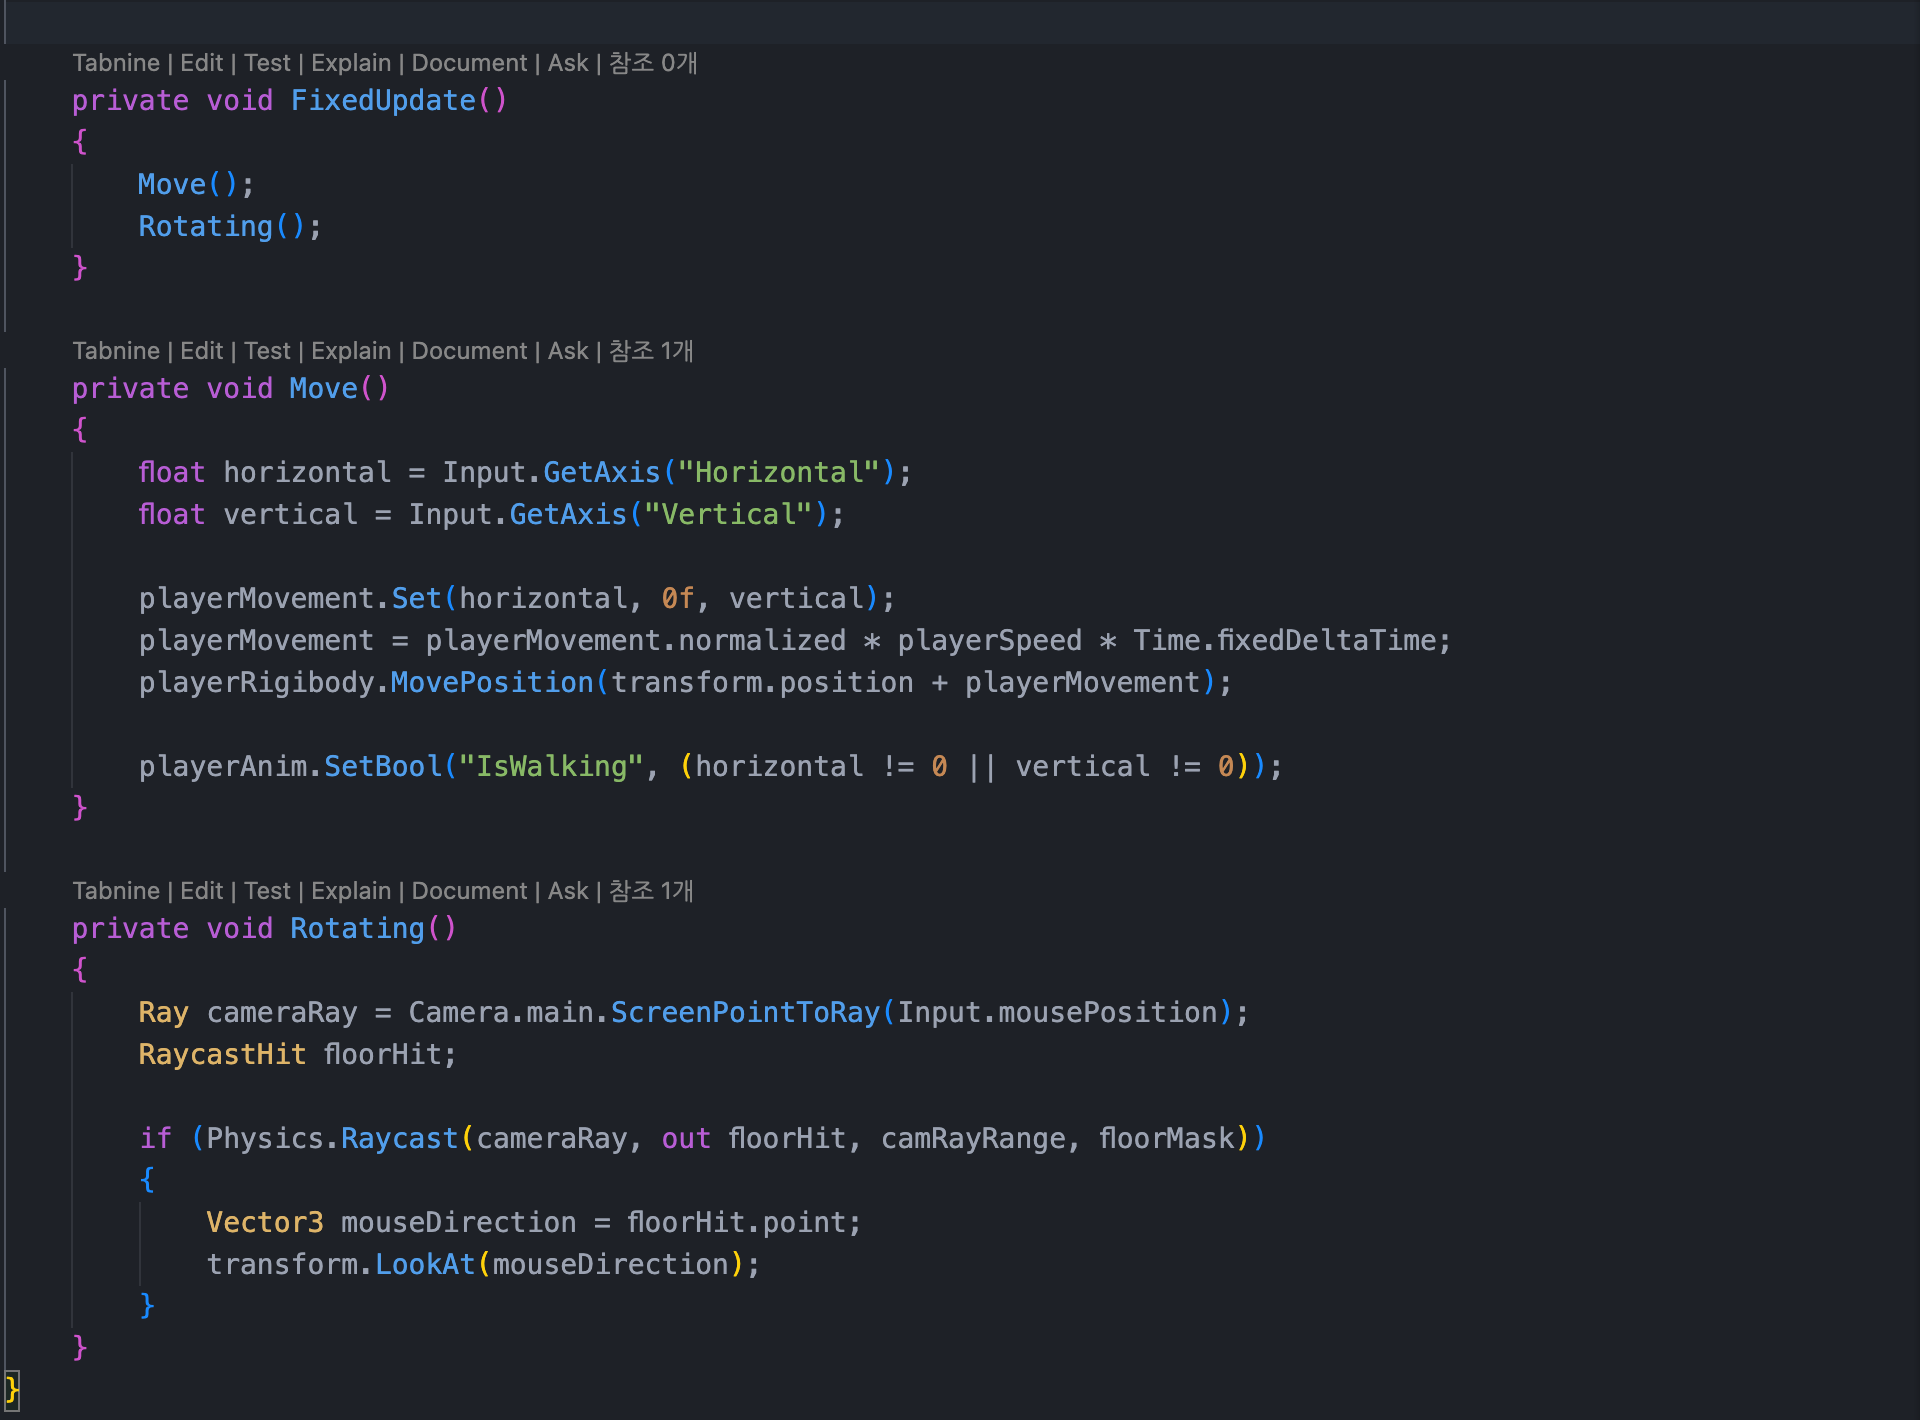 Tabnine | Edit | Test | Explain | Document | Ask | 참조 0개
private void FixedUpdate()
{
Move();
Rotating();
}
Tabnine | Edit | Test | Explain | Document | Ask | 참조 1개
private void Move()
{
float horizontal = Input.GetAxis("Horizontal");
float vertical = Input.GetAxis("Vertical");
playerMovement.Set(horizontal, 0f, vertical);
playerMovement = playerMovement.normalized * playerSpeed * Time.fixedDeltaTime;
playerRigibody.MovePosition(transform.position + playerMovement);
playerAnim.SetBool("IsWalking", (horizontal != 0 || vertical != 0));
}
Tabnine | Edit | Test | Explain | Document | Ask | 참조 1개
private void Rotating()
{
Ray cameraRay = Camera.main.ScreenPointToRay(Input.mousePosition);
RaycastHit floorHit;
if (Physics.Raycast(cameraRay, out floorHit, camRayRange, floorMask))
{
Vector3 mouseDirection = floorHit.point;
transform.LookAt(mouseDirection);
}
}
}